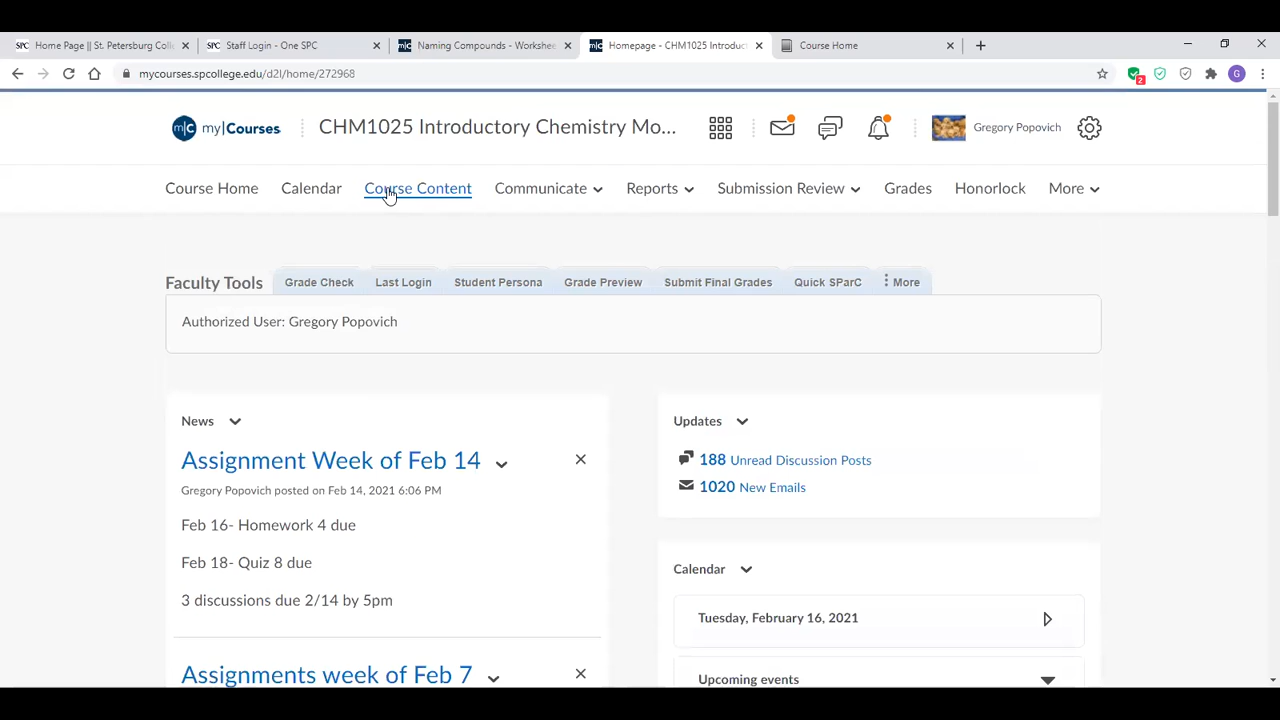 SPC Home Page || St. Petersburg Coll
SPC Staff Login - One SPC
m|c Naming Compounds - Workshee
m|c Homepage - CHM1025 Introduct
Course Home
mycourses.spcollege.edu/d2l/home/272968
2
G
m|c my|Courses
CHM1025 Introductory Chemistry Mo...
Gregory Popovich
Course Home
Calendar
Course Content
Communicate
Reports
Submission Review
Grades
Honorlock
More
Faculty Tools
Grade Check
Last Login
Student Persona
Grade Preview
Submit Final Grades
Quick SParC
More
Authorized User: Gregory Popovich
News
Assignment Week of Feb 14
Gregory Popovich posted on Feb 14, 2021 6:06 PM
Feb 16- Homework 4 due
Feb 18- Quiz 8 due
3 discussions due 2/14 by 5pm
Assignments week of Feb 7
Updates
188 Unread Discussion Posts
1020 New Emails
Calendar
Tuesday, February 16, 2021
Upcoming events